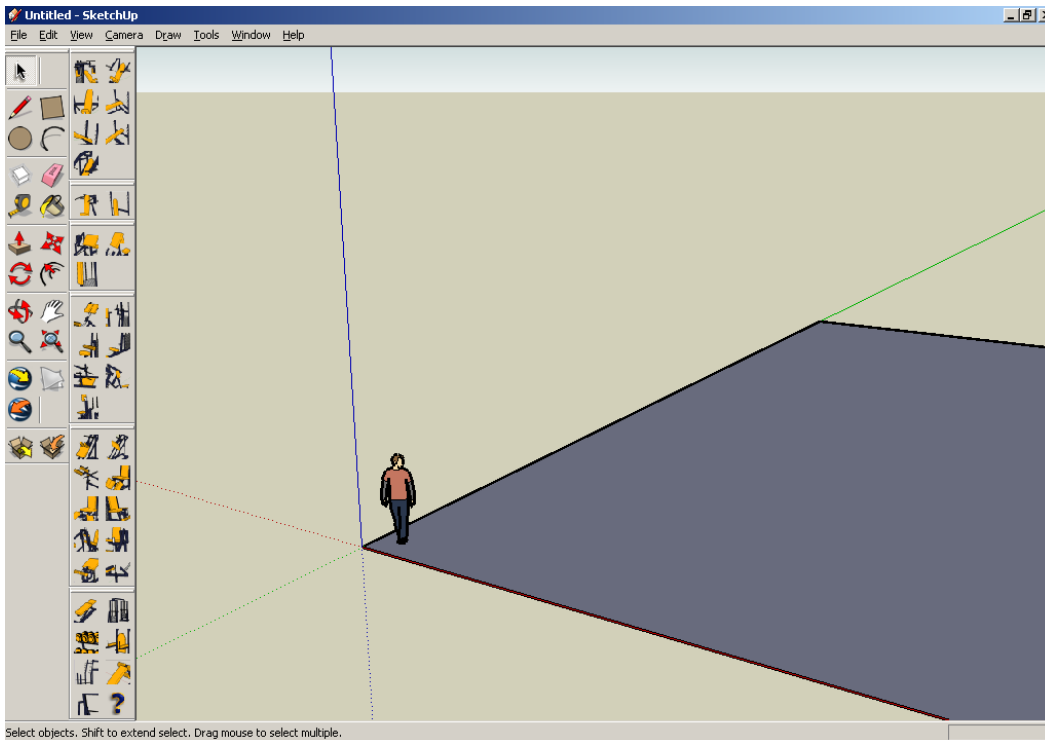 Untitled - SketchUp
File Edit View Camera Draw Tools Window Help
?
Select objects. Shift to extend select. Drag mouse to select multiple.